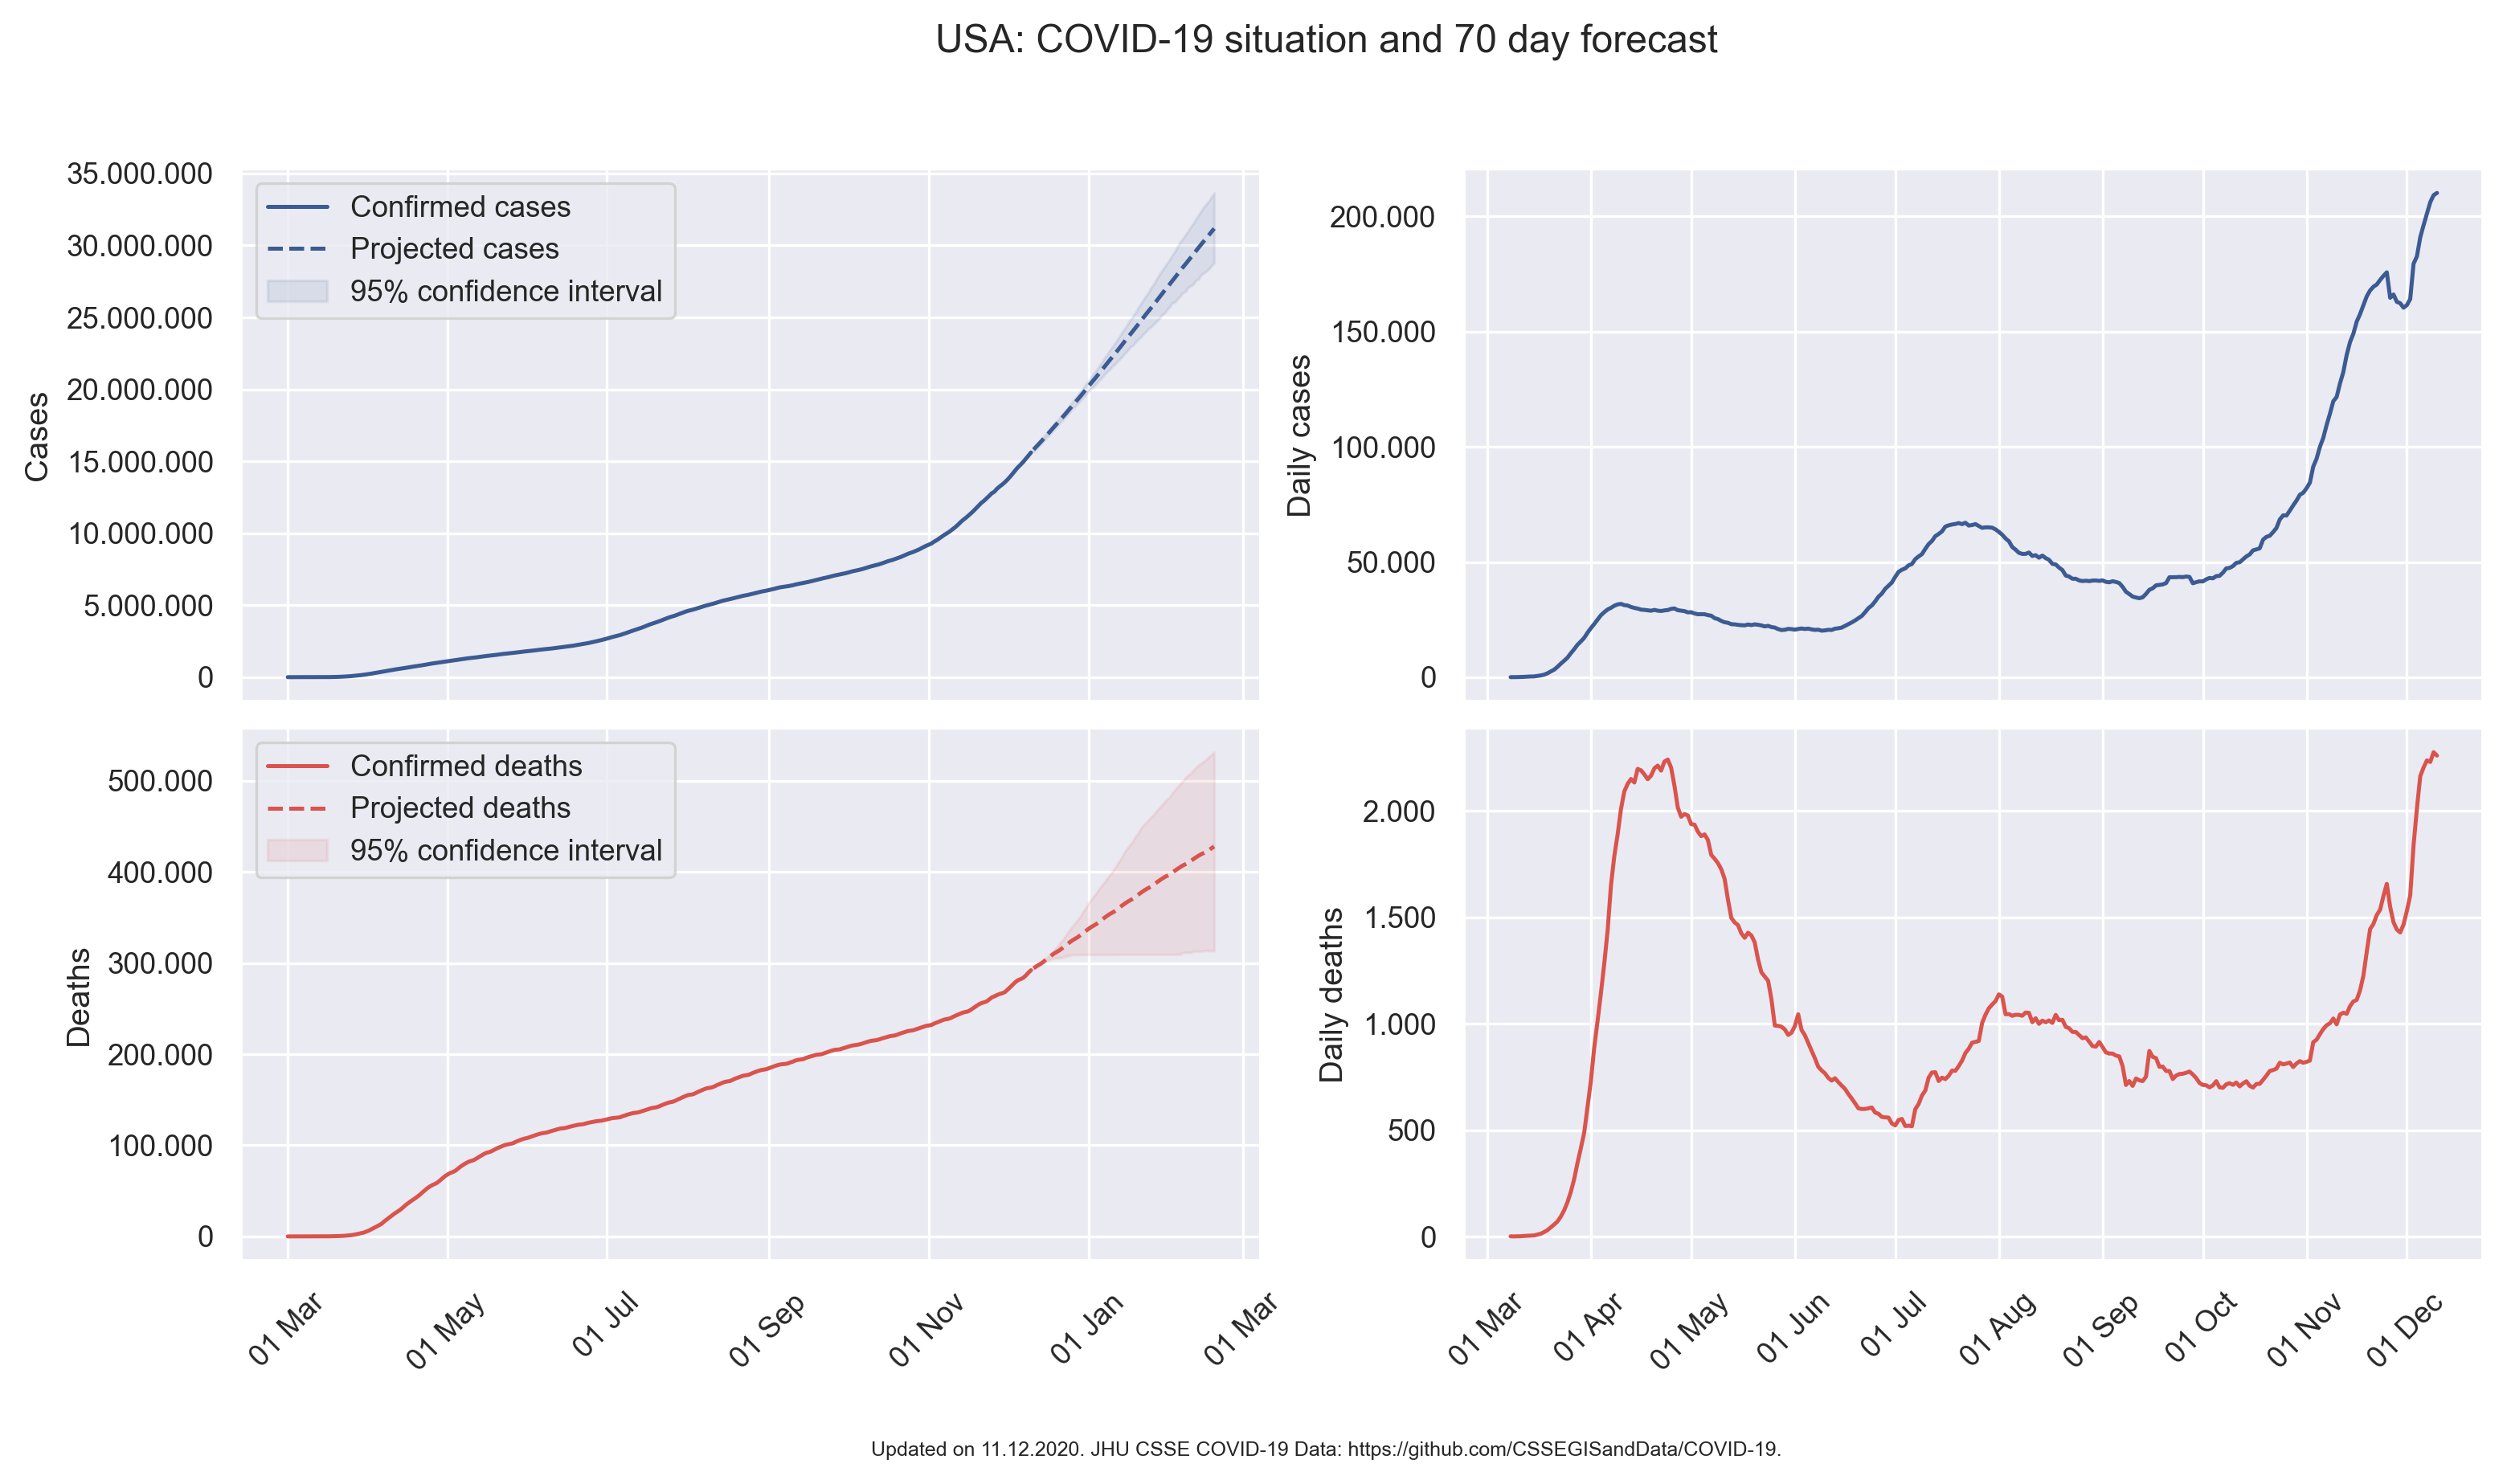 USA: COVID-19 situation and 70 day forecast
35.000.000
30.000.000
25.000.000
20.000.000
15.000.000
10.000.000
5.000.000
0
Cases
Confirmed cases
Projected cases
95% confidence interval
200.000
150.000
100.000
50.000
0
Daily cases
500.000
400.000
300.000
200.000
100.000
0
Deaths
Confirmed deaths
Projected deaths
95% confidence interval
01 Mar
01 May
01 Jul
01 Sep
01 Nov
01 Jan
01 Mar
2.000
1.500
1.000
500
0
Daily deaths
01 Mar
01 Apr
01 May
01 Jun
01 Jul
01 Aug
01 Sep
01 Oct
01 Nov
01 Dec
Updated on 11.12.2020. JHU CSSE COVID-19 Data: https://github.com/CSSEGISandData/COVID-19.